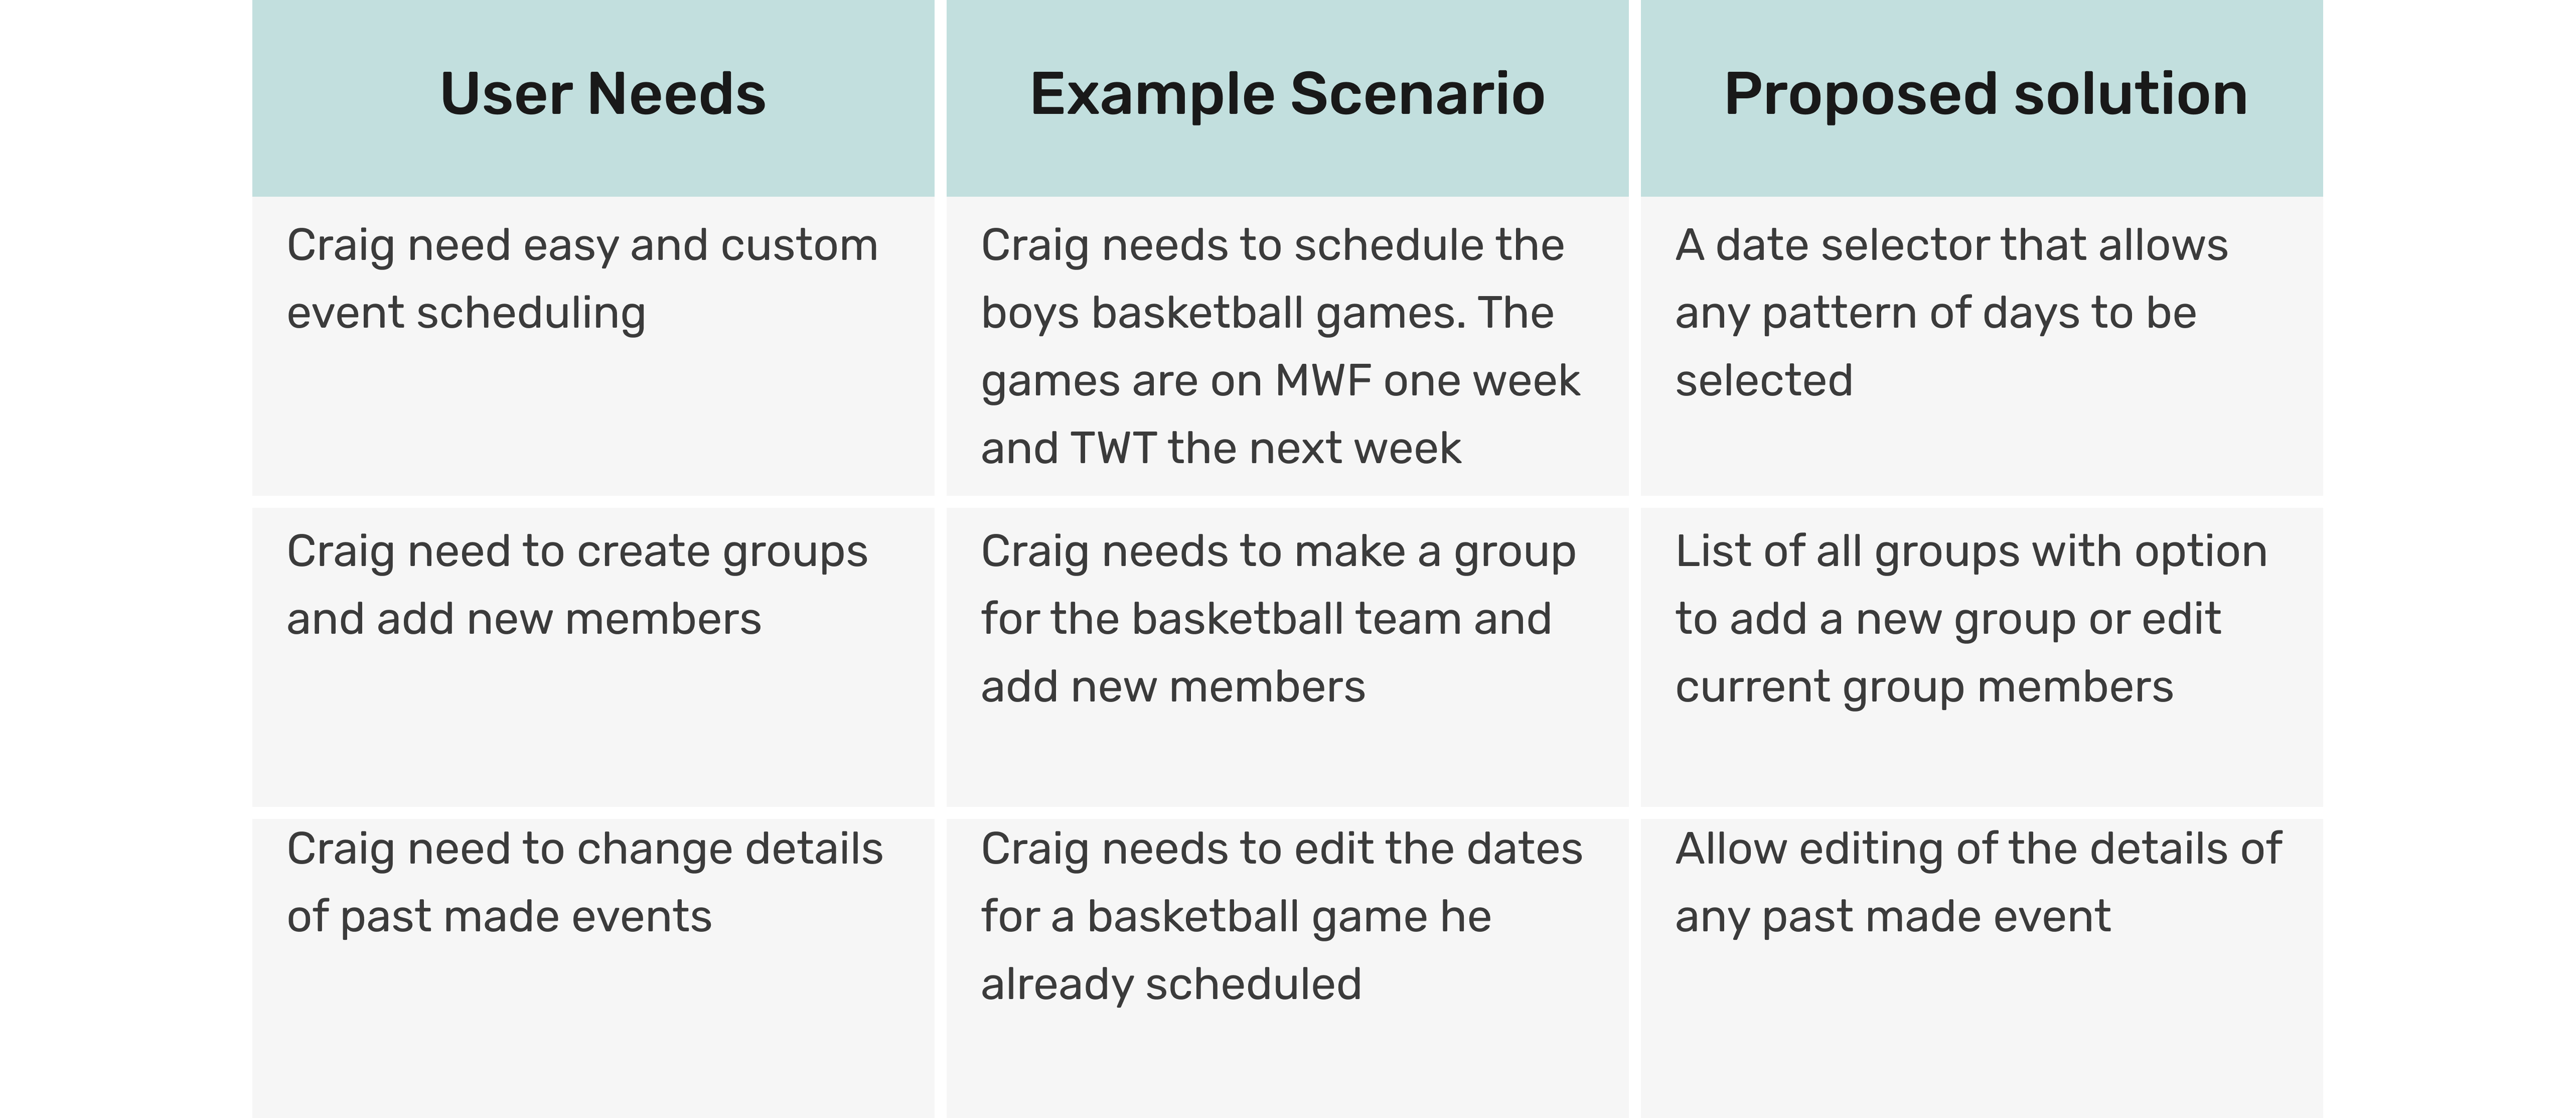 User Needs
Example Scenario
Proposed solution
Craig need easy and custom
event scheduling
Craig needs to schedule the
boys basketball games. The
games are on MWF one week
and TWT the next week
A date selector that allows
any pattern of days to be
selected
Craig need to create groups
and add new members
Craig needs to make a group
for the basketball team and
add new members
List of all groups with option
to add a new group or edit
current group members
Craig need to change details
of past made events
Craig needs to edit the dates
for a basketball game he
already scheduled
Allow editing of the details of
any past made event